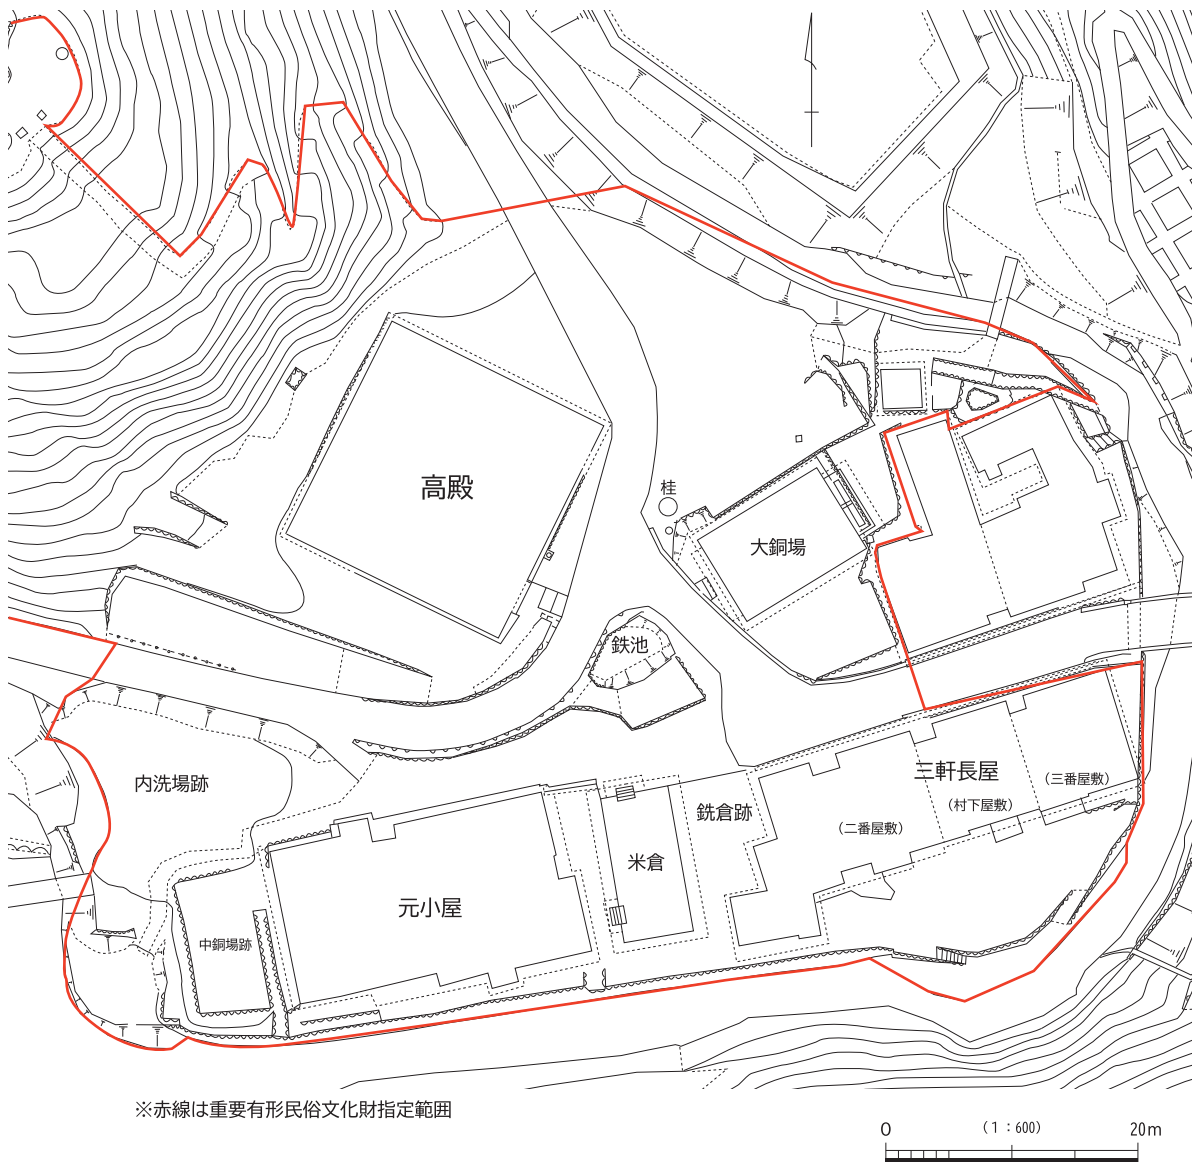 高殿
桂
大銅場
鉄池
内洗場跡
三軒長屋
（三番屋敷）
（村下屋敷）
銑倉跡
（二番屋敷）
米倉
元小屋
中銅場跡
※赤線は重要有形民俗文化財指定範囲
0 （1：600） 20m